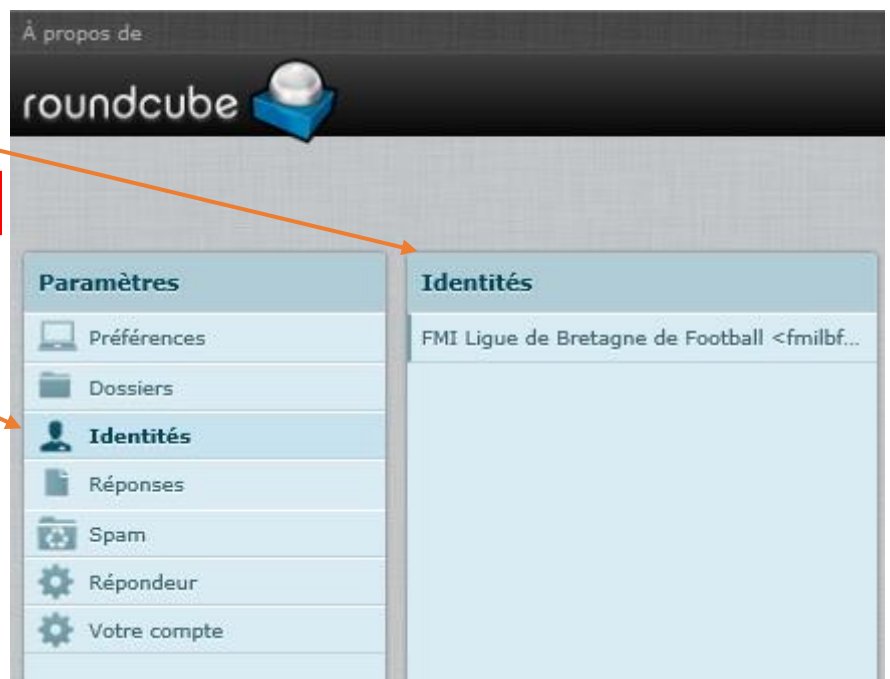 À propos de
roundcube
Paramètres
Préférences
Dossiers
Identités
Réponses
Spam
Répondeur
Votre compte
Identités
FMI Ligue de Bretagne de Football <fmilbf...